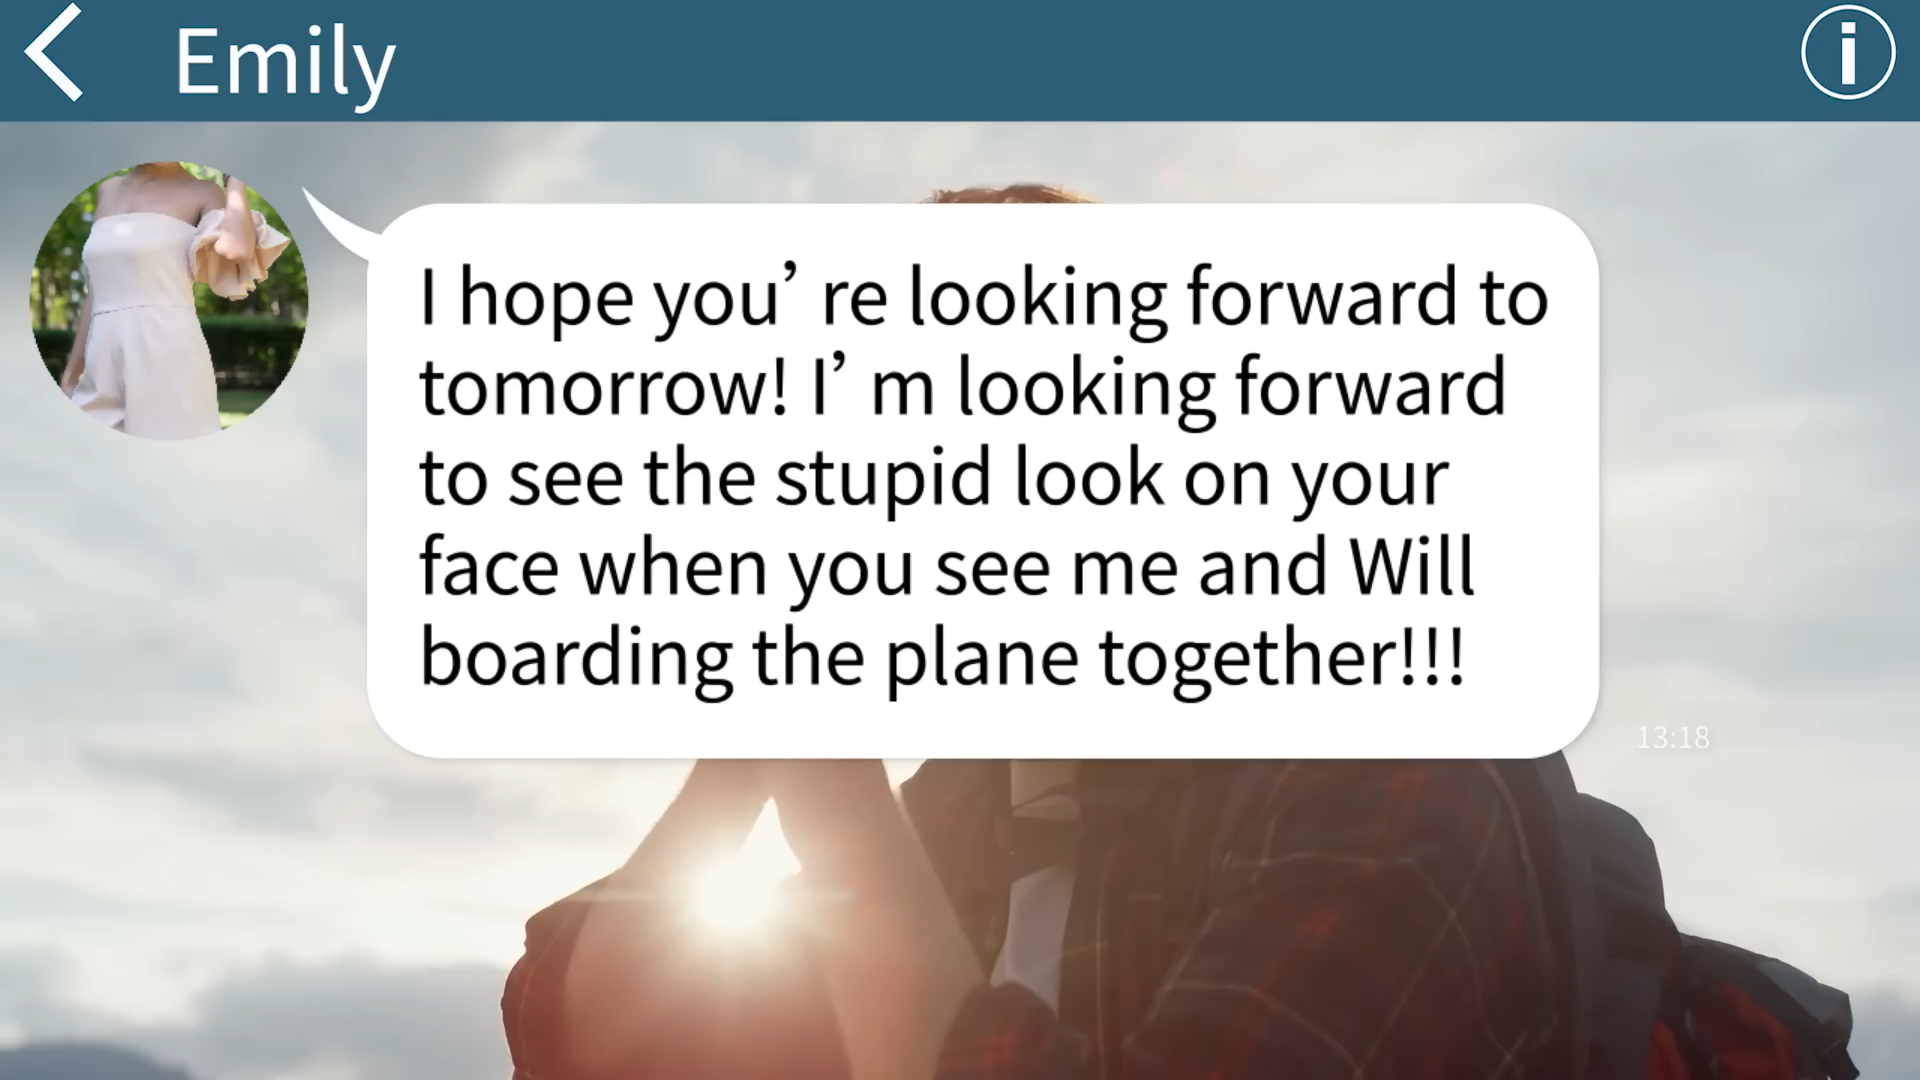 Emily
I hope you’ re looking forward to
tomorrow! I’ m looking forward
to see the stupid look on your
face when you see me and Will
boarding the plane together!!!
13:18